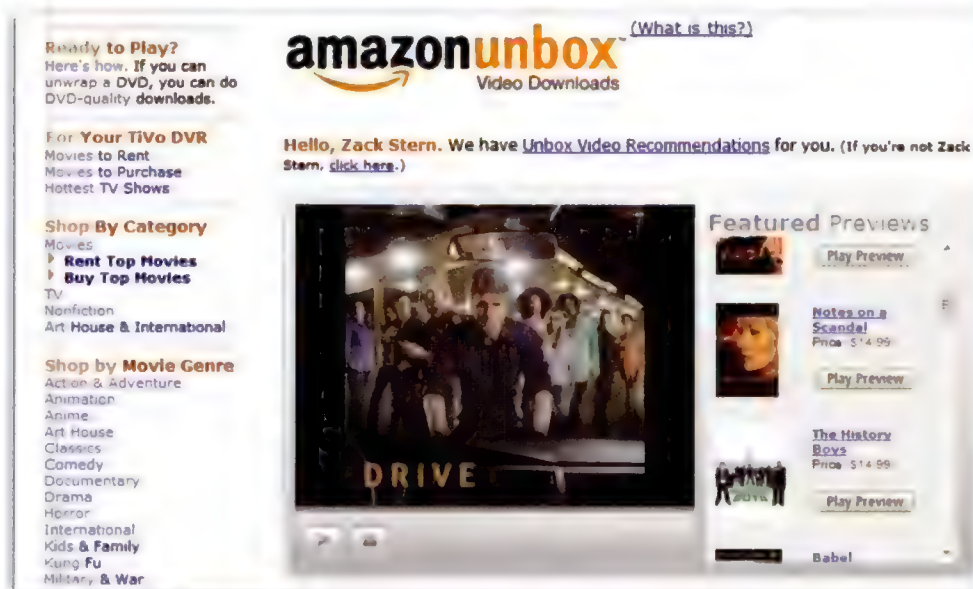 Ready to Play?
Here's how. If you can
unwrap a DVD, you can do
DVD-quality downloads.
For Your TiVo DVR
Movies to Rent
Movies to Purchase
Hottest TV Shows
Shop By Category
Movies
Rent Top Movies
Buy Top Movies
TV
Nonfiction
Art House & International
Shop by Movie Genre
Action & Adventure
Animation
Anime
Art House
Classics
Comedy
Documentary
Drama
Horror
International
Kids & Family
Kung Fu
Military & War
amazonunbox
(What is this?)
Video Downloads
Hello, Zack Stern. We have Unbox Video Recommendations for you. (If you're not Zack
Stern, click here.)
DRIVE
Featured Previews
Play Preview
Notes on a
Scandal
Price $14.99
Play Preview
The History
Boys
Price $14.99
Play Preview
Babel